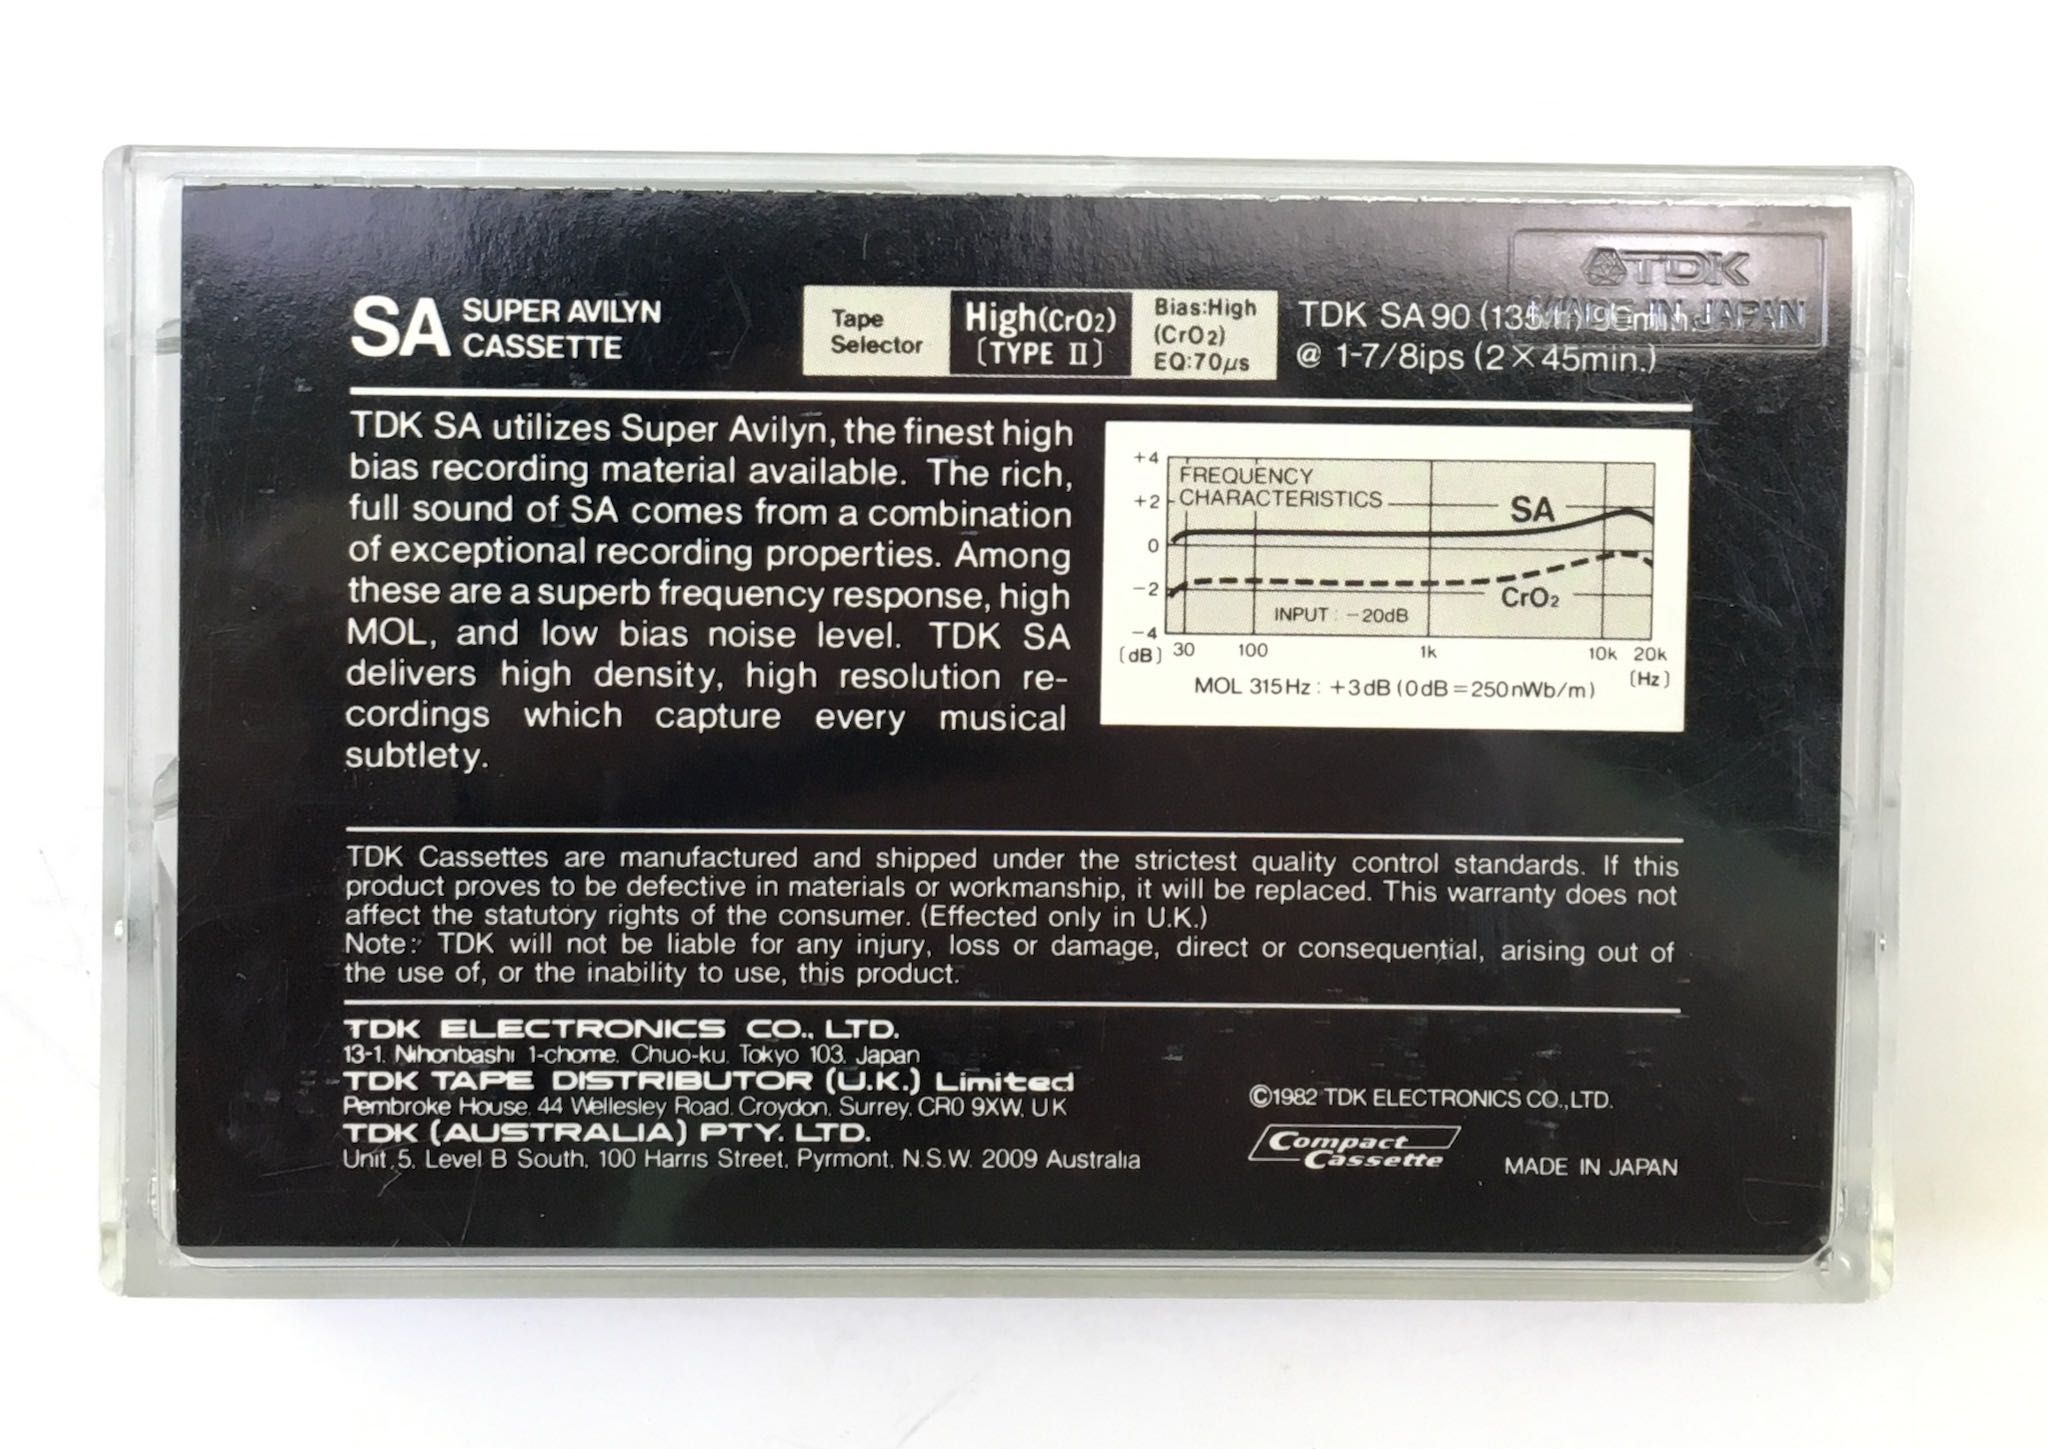 TDK
MADE IN JAPAN
SA SUPER AVILYN
CASSETTE
Tape
Selector
High(CrO2)
(TYPE II)
Bias:High
(CrO2)
EQ:70μs
TDK SA90
@ 1-7/8ips (2×45min.)
TDK SA utilizes Super Avilyn, the finest high
bias recording material available. The rich,
full sound of SA comes from a combination
of exceptional recording properties. Among
these are a superb frequency response, high
MOL, and low bias noise level. TDK SA
delivers high density, high resolution re-
cordings which capture every musical
subtlety.
FREQUENCY
CHARACTERISTICS
SA
CrO2
INPUT : -20dB
+4
+2
0
-2
-4
(dB) 30 100 1k 10k 20k
(Hz)
MOL 315Hz : +3dB (0dB=250nWb/m)
TDK Cassettes are manufactured and shipped under the strictest quality control standards. If this
product proves to be defective in materials or workmanship, it will be replaced. This warranty does not
affect the statutory rights of the consumer. (Effected only in U.K.)
Note: TDK will not be liable for any injury, loss or damage, direct or consequential, arising out of
the use of, or the inability to use, this product.
TDK ELECTRONICS CO., LTD.
13-1, Nihonbashi 1-chome, Chuo-ku, Tokyo 103, Japan
TDK TAPE DISTRIBUTOR (U.K.) Limited
Pembroke House, 44 Wellesley Road, Croydon, Surrey, CR0 9XW, U K
TDK (AUSTRALIA) PTY. LTD.
Unit 5, Level B South, 100 Harris Street, Pyrmont, N.S.W. 2009 Australia
©1982 TDK ELECTRONICS CO.,LTD.
Compact
Cassette
MADE IN JAPAN